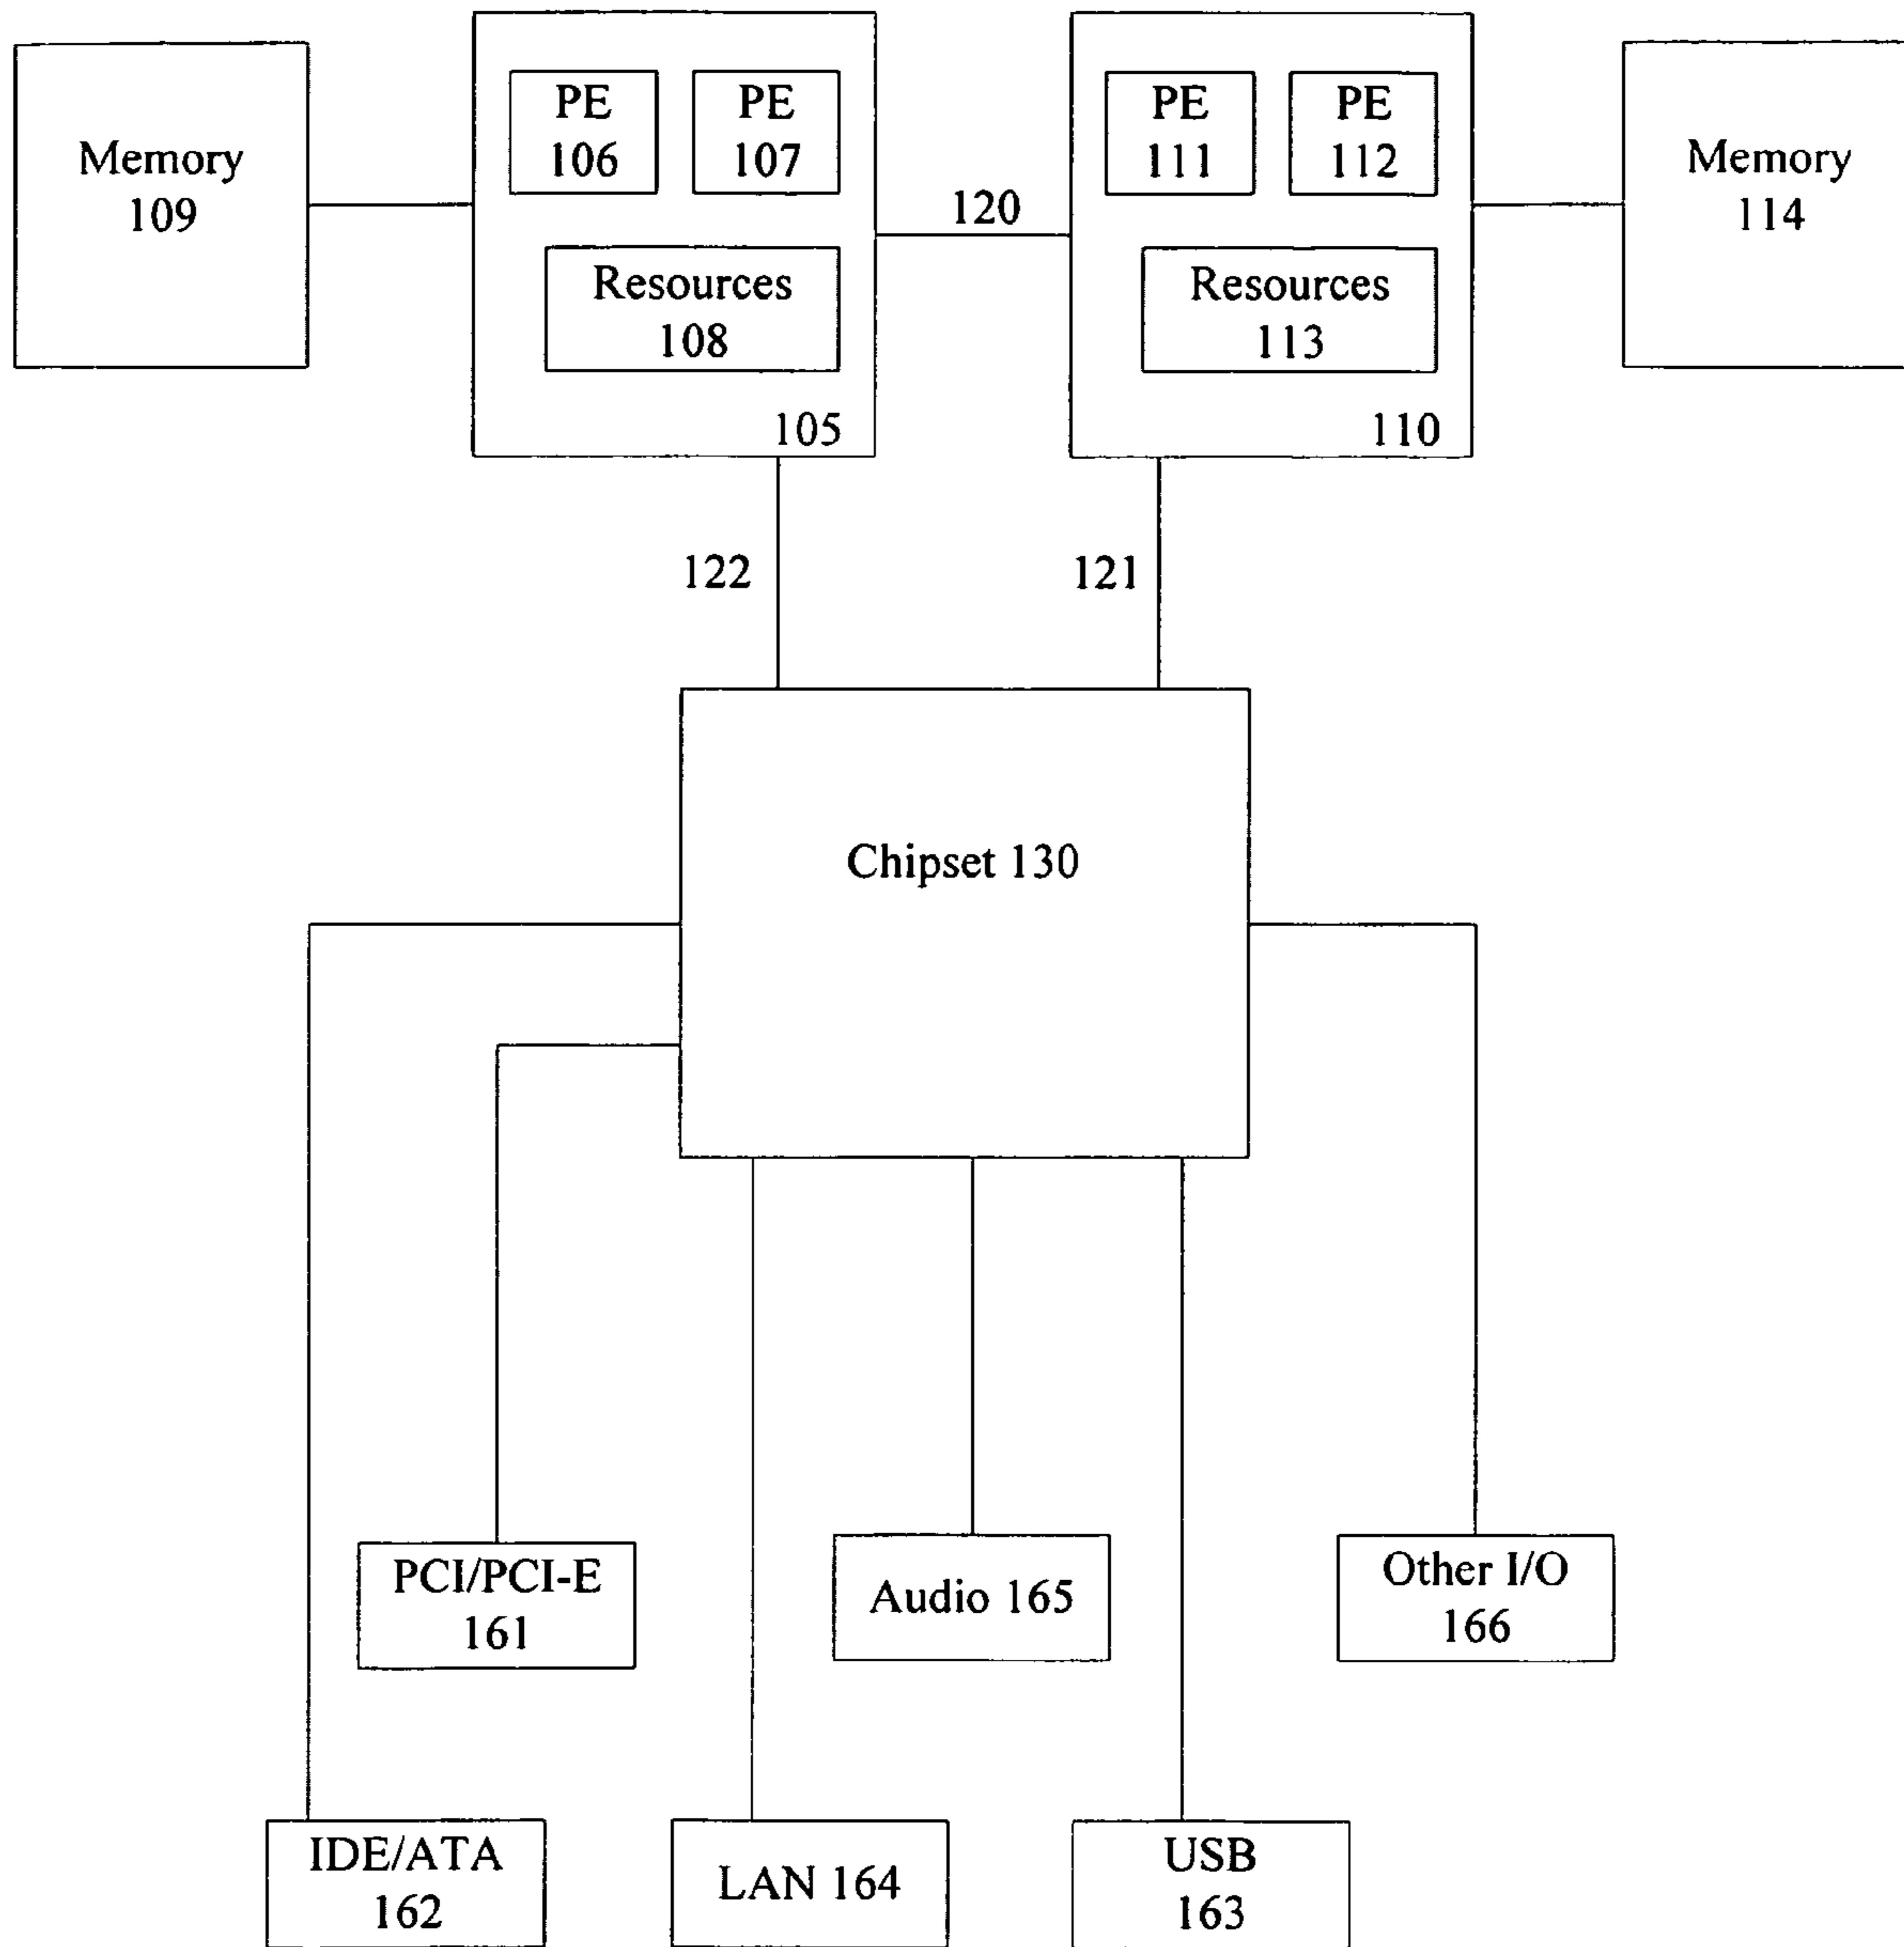 Memory
109
PE
106
PE
107
Resources
108
105
120
PE
111
PE
112
Resources
113
110
Memory
114
122
121
Chipset 130
PCI/PCI-E
161
Audio 165
Other I/O
166
IDE/ATA
162
LAN 164
USB
163